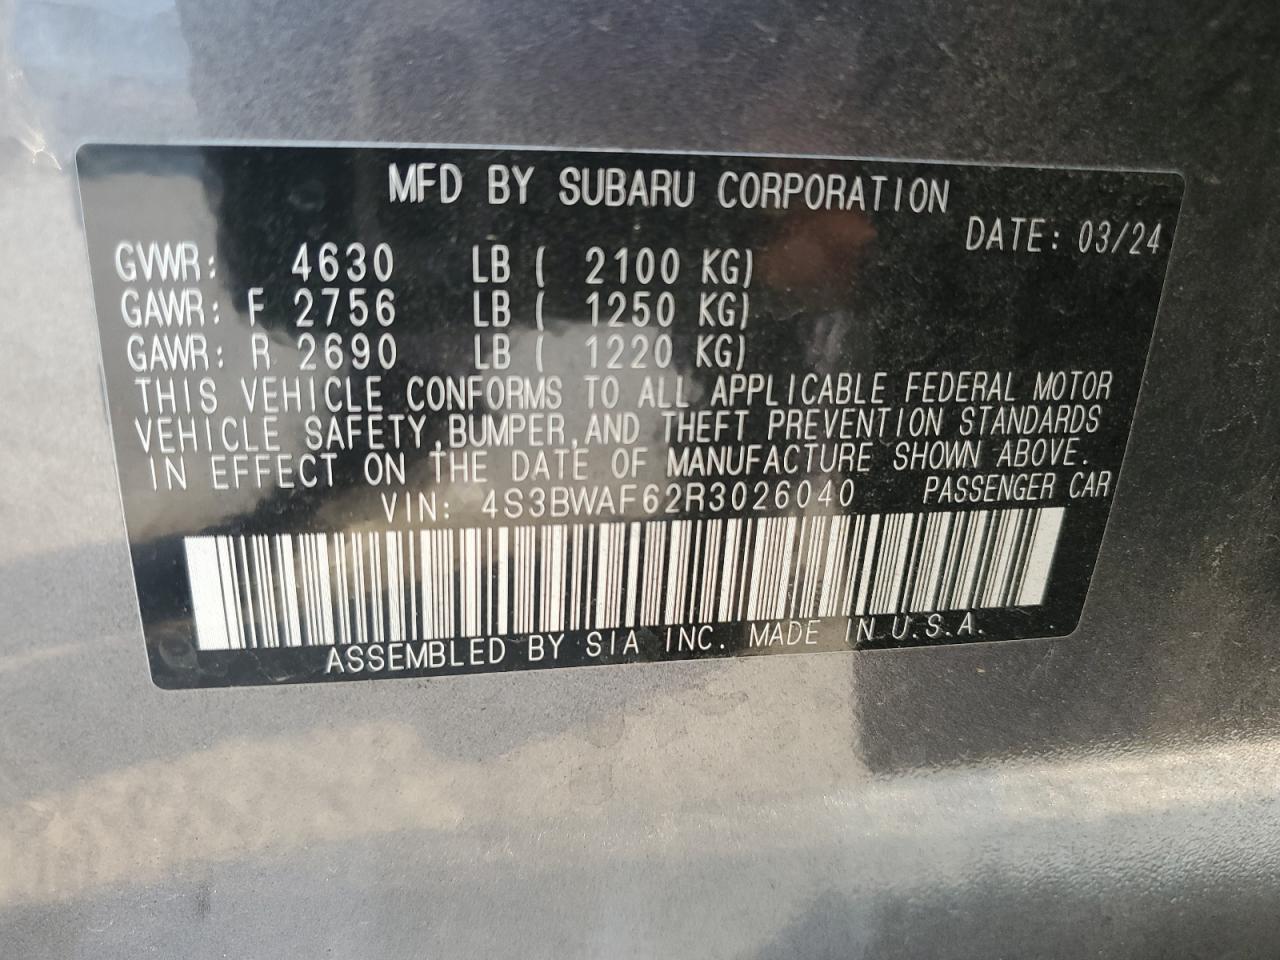 MFD BY SUBARU CORPORATION
DATE: 03/24
GVWR: 4630 LB ( 2100 KG)
GAWR: F 2756 LB ( 1250 KG)
GAWR: R 2690 LB ( 1220 KG)
THIS VEHICLE CONFORMS TO ALL APPLICABLE FEDERAL MOTOR
VEHICLE SAFETY,BUMPER,AND THEFT PREVENTION STANDARDS
IN EFFECT ON THE DATE OF MANUFACTURE SHOWN ABOVE.
VIN: 4S3BWAF62R3026040 PASSENGER CAR
ASSEMBLED BY SIA INC. MADE IN U.S.A.